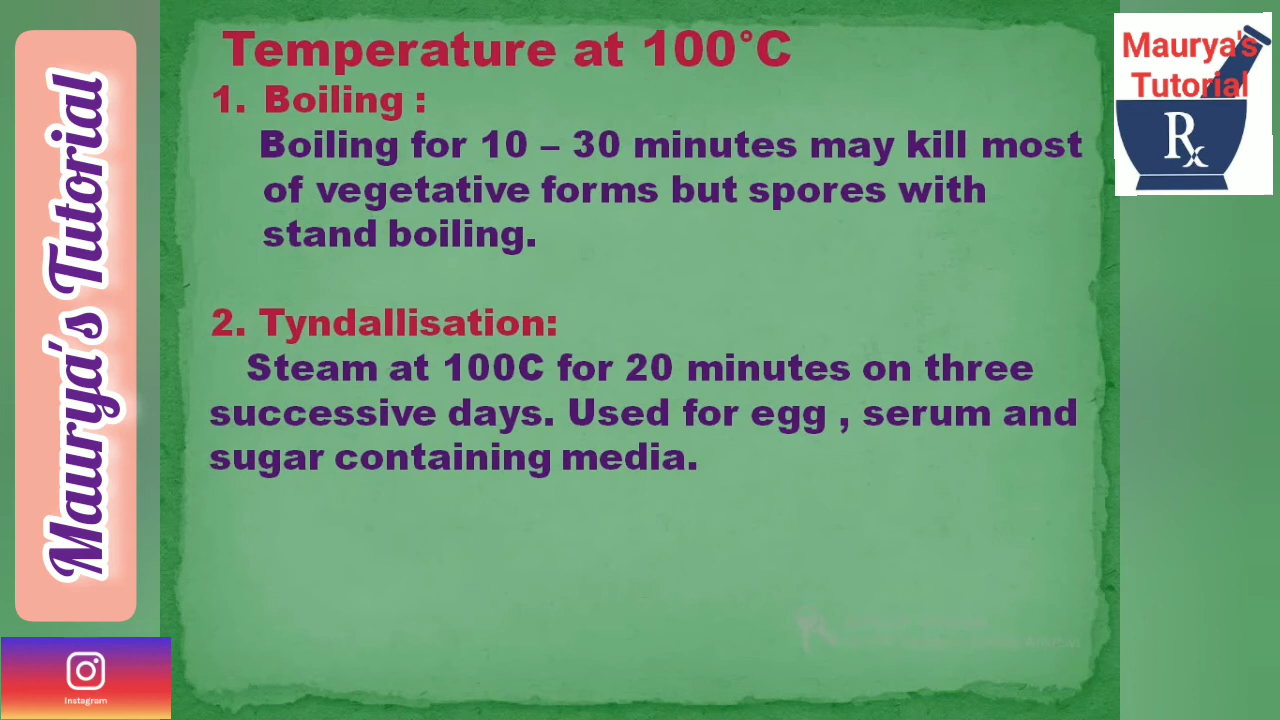 Temperature at 100°C
1. Boiling :
Boiling for 10 – 30 minutes may kill most
of vegetative forms but spores with
stand boiling.
2. Tyndallisation:
Steam at 100C for 20 minutes on three
successive days. Used for egg , serum and
sugar containing media.
Maurya's Tutorial
Instagram
Maurya's
Tutorial
Rx